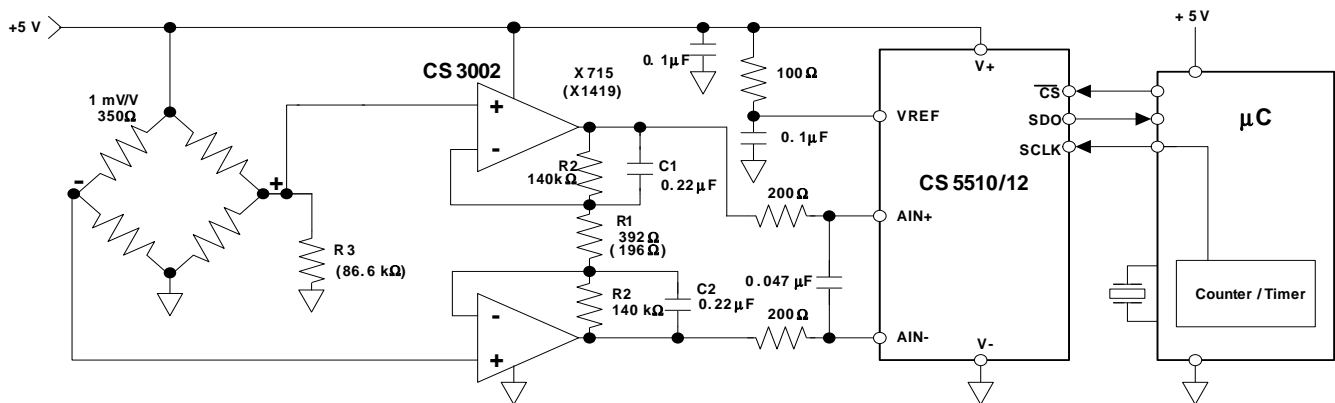 +5 V
+ 5 V
CS 3002
X 715
(X1419)
0. 1µF
100Ω
V+
CS
SDO
SCLK
µC
1 mV/V
350Ω
+
-
VREF
0. 1µF
+
-
R2
140kΩ
C1
0.22µF
CS 5510/12
200Ω
AIN+
R1
392Ω
(196Ω)
R 3
(86.6 kΩ)
0.047 µF
C2
0.22µF
R2
140 kΩ
Counter / Timer
200Ω
-
+
AIN-
V-